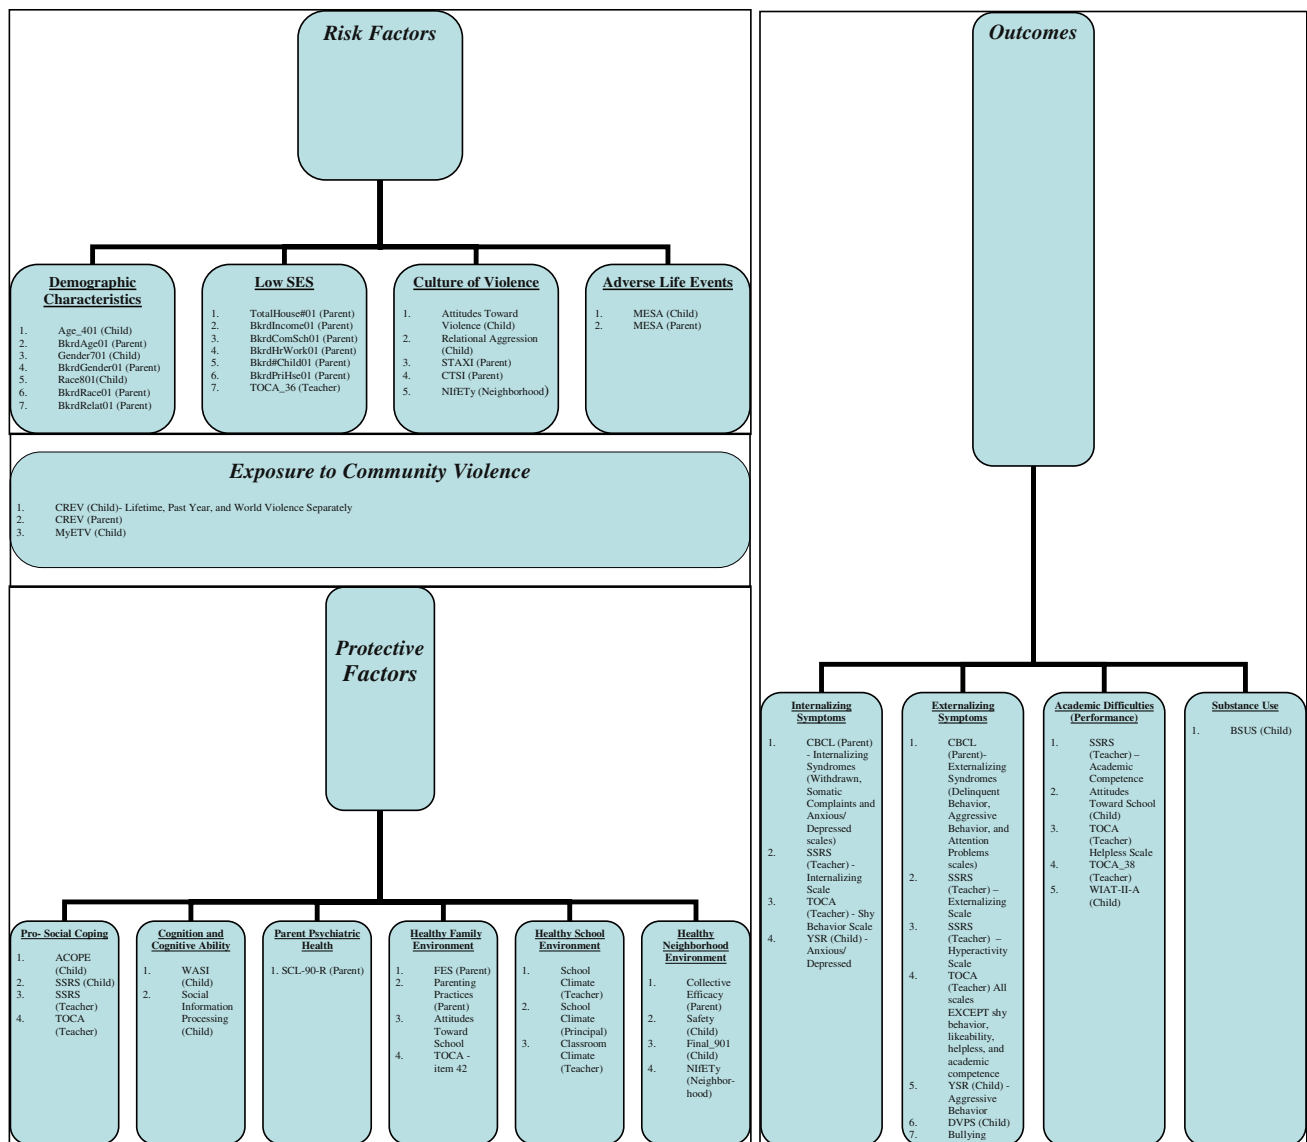 Risk Factors
Demographic
Characteristics
1. Age_401 (Child)
2. BkrdAge01 (Parent)
3. Gender701 (Child)
4. BkrdGender01 (Parent)
5. Race801(Child)
6. BkrdRace01 (Parent)
7. BkrdRelat01 (Parent)
Low SES
1. TotalHouse#01 (Parent)
2. BkrdIncome01 (Parent)
3. BkrdComSch01 (Parent)
4. BkrdHrWork01 (Parent)
5. Bkrd#Child01 (Parent)
6. BkrdPriHse01 (Parent)
7. TOCA_36 (Teacher)
Culture of Violence
1. Attitudes Toward
Violence (Child)
2. Relational Aggression
(Child)
3. STAXI (Parent)
4. CTSI (Parent)
5. NIfETy (Neighborhood)
Adverse Life Events
1. MESA (Child)
2. MESA (Parent)
Exposure to Community Violence
1. CREV (Child)- Lifetime, Past Year, and World Violence Separately
2. CREV (Parent)
3. MyETV (Child)
Protective
Factors
Pro- Social Coping
1. ACOPE
(Child)
2. SSRS (Child)
3. SSRS
(Teacher)
4. TOCA
(Teacher)
Cognition and
Cognitive Ability
1. WASI
(Child)
2. Social
Information
Processing
(Child)
Parent Psychiatric
Health
1. SCL-90-R (Parent)
Healthy Family
Environment
1. FES (Parent)
2. Parenting
Practices
(Parent)
3. Attitudes
Toward
School
4. TOCA -
item 42
Healthy School
Environment
1. School
Climate
(Teacher)
2. School
Climate
(Principal)
3. Classroom
Climate
(Teacher)
Healthy
Neighborhood
Environment
1. Collective
Efficacy
(Parent)
2. Safety
(Child)
3. Final_901
(Child)
4. NIfETy
(Neighbor-
hood)
Outcomes
Internalizing
Symptoms
1. CBCL (Parent)
- Internalizing
Syndromes
(Withdrawn,
Somatic
Complaints and
Anxious/
Depressed
scales)
2. SSRS
(Teacher) -
Internalizing
Scale
3. TOCA
(Teacher) - Shy
Behavior Scale
4. YSR (Child) -
Anxious/
Depressed
Externalizing
Symptoms
1. CBCL
(Parent)-
Externalizing
Syndromes
(Delinquent
Behavior,
Aggressive
Behavior, and
Attention
Problems
scales)
2. SSRS
(Teacher) –
Externalizing
Scale
3. SSRS
(Teacher) –
Hyperactivity
Scale
4. TOCA
(Teacher) All
scales
EXCEPT shy
behavior,
likeability,
helpless, and
academic
competence
5. YSR (Child) -
Aggressive
Behavior
6. DVPS (Child)
7. Bullying
Academic Difficulties
(Performance)
1. SSRS
(Teacher) –
Academic
Competence
2. Attitudes
Toward School
(Child)
3. TOCA
(Teacher)
Helpless Scale
4. TOCA_38
(Teacher)
5. WIAT-II-A
(Child)
Substance Use
1. BSUS (Child)